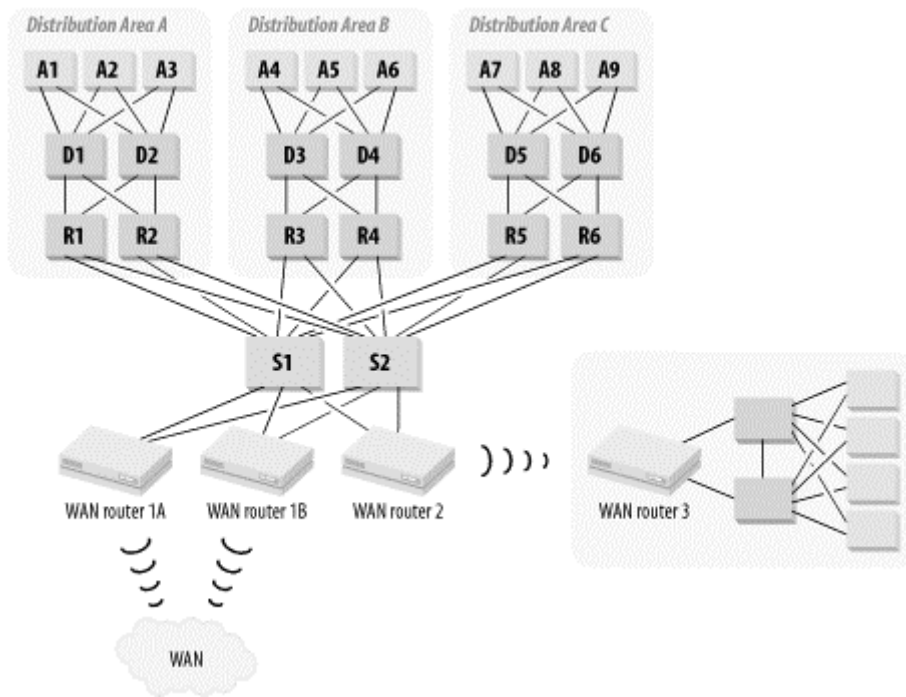 Distribution Area A Distribution Area B Distribution Area C
A1 A2 A3 A4 A5 A6 A7 A8 A9
D1 D2 D3 D4 D5 D6
R1 R2 R3 R4 R5 R6
S1 S2
WAN router 1A WAN router 1B WAN router 2 WAN router 3
WAN